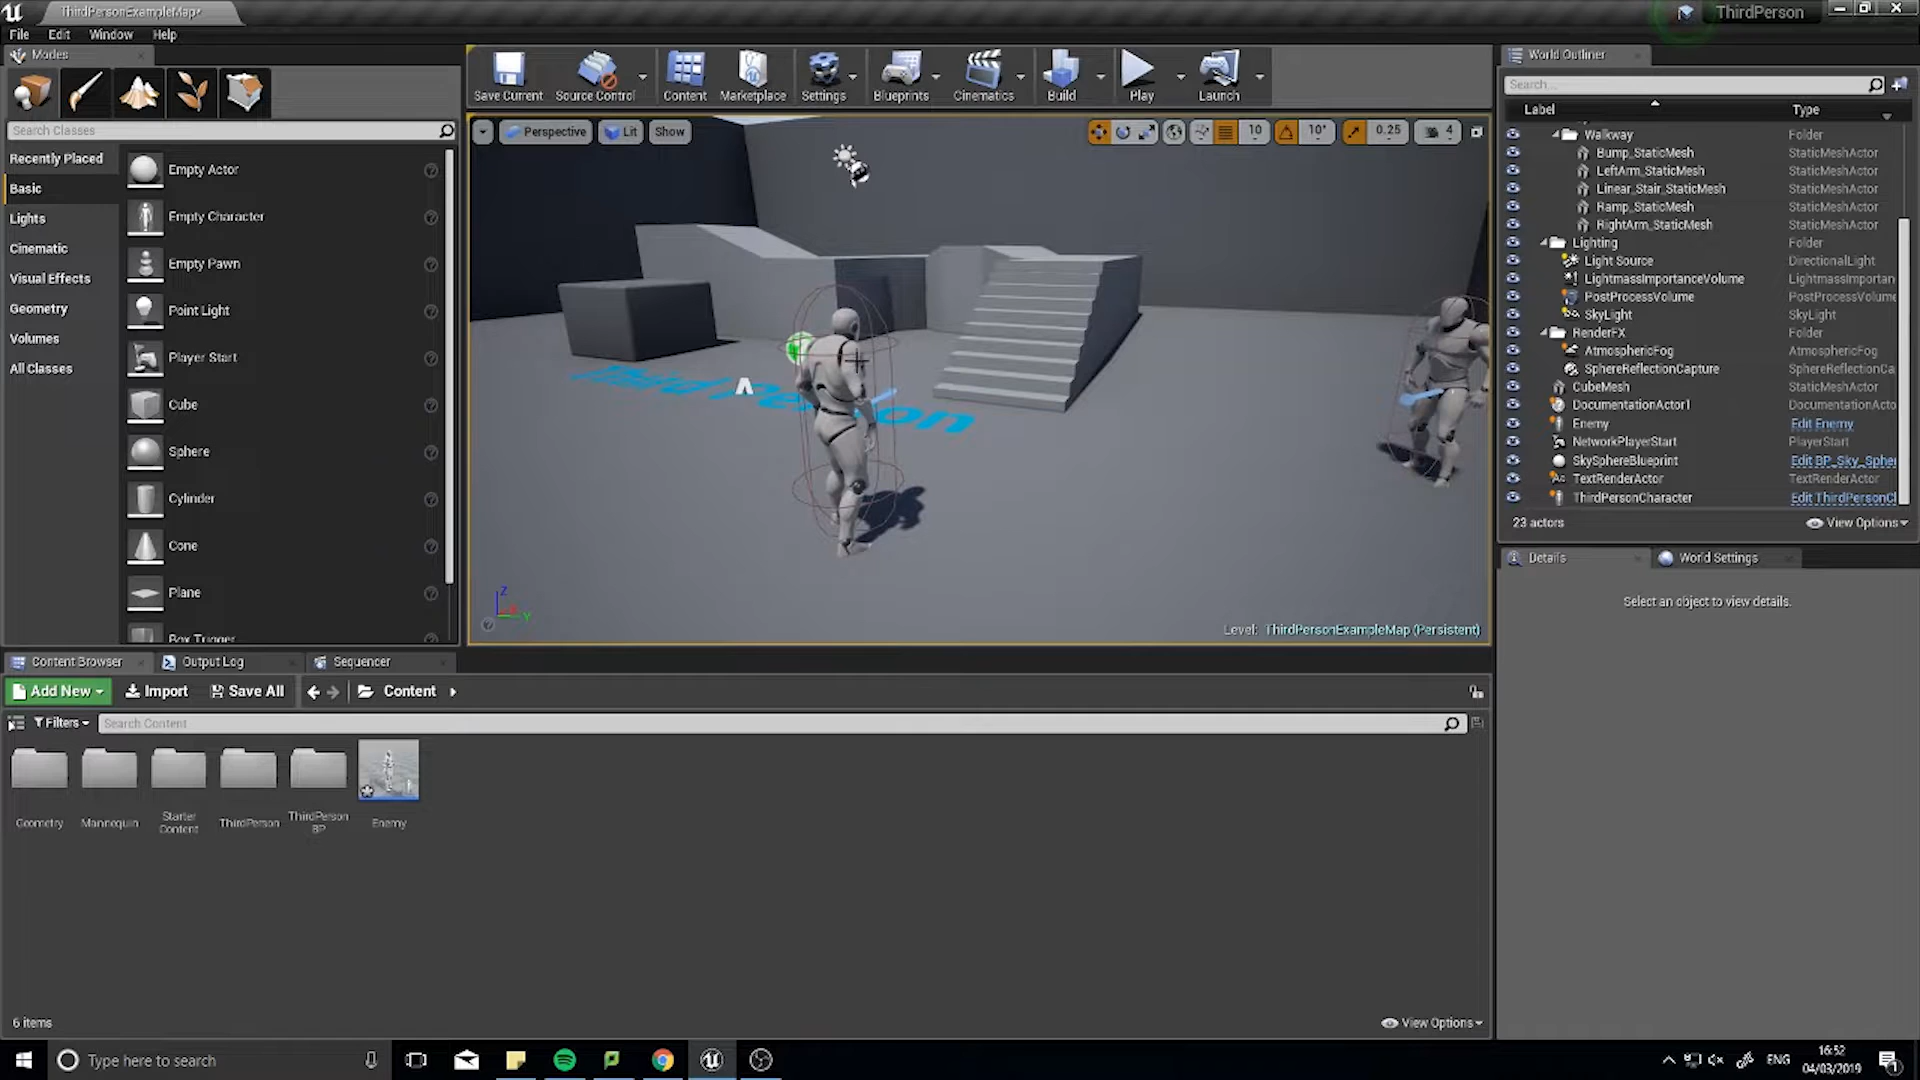 ThirdPersonExampleMap*
ThirdPerson
File Edit Window Help
Modes
Search Classes
Recently Placed
Basic
Lights
Cinematic
Visual Effects
Geometry
Volumes
All Classes
Empty Actor
Empty Character
Empty Pawn
Point Light
Player Start
Cube
Sphere
Cylinder
Cone
Plane
Box Trigger
Save Current Source Control Content Marketplace Settings Blueprints Cinematics Build Play Launch
Perspective Lit Show
10 10° 0.25 4
Third Person
Z
Y
Level: ThirdPersonExampleMap (Persistent)
World Outliner
Search...
Label Type
Walkway Folder
Bump_StaticMesh StaticMeshActor
LeftArm_StaticMesh StaticMeshActor
Linear_Stair_StaticMesh StaticMeshActor
Ramp_StaticMesh StaticMeshActor
RightArm_StaticMesh StaticMeshActor
Lighting Folder
Light Source DirectionalLight
LightmassImportanceVolume LightmassImportan
PostProcessVolume PostProcessVolume
SkyLight SkyLight
RenderFX Folder
AtmosphericFog AtmosphericFog
SphereReflectionCapture SphereReflectionCa
CubeMesh StaticMeshActor
DocumentationActor1 DocumentationActo
Enemy Edit Enemy
NetworkPlayerStart PlayerStart
SkySphereBlueprint Edit BP_Sky_Spher
TextRenderActor TextRenderActor
ThirdPersonCharacter Edit ThirdPersonCl
23 actors View Options
Details World Settings
Select an object to view details.
Content Browser Output Log Sequencer
Add New Import Save All Content
Filters Search Content
Geometry
Mannequin
Starter
Content
ThirdPerson
ThirdPerson
BP
Enemy
6 items View Options
Type here to search
ENG
16:52
04/03/2019
1